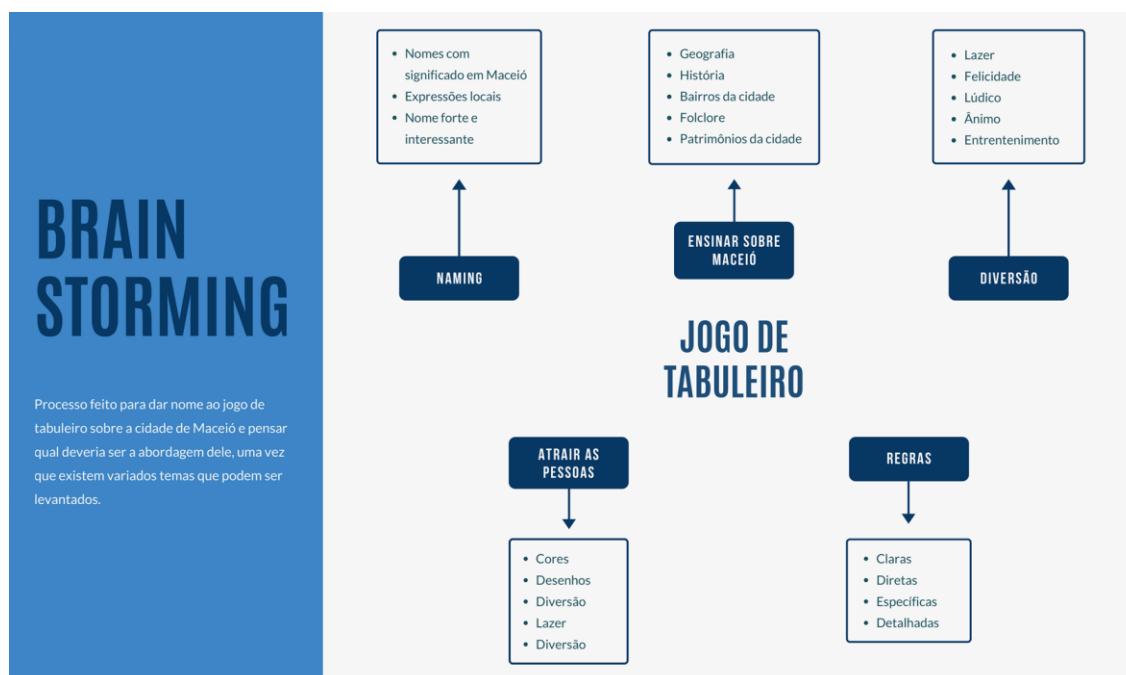 BRAIN
STORMING
Processo feito para dar nome ao jogo de
tabuleiro sobre a cidade de Maceió e pensar
qual deveria ser a abordagem dele, uma vez
que existem variados temas que podem ser
levantados.
• Nomes com
significado em Maceió
• Expressões locais
• Nome forte e
interessante
NAMING
• Geografia
• História
• Bairros da cidade
• Folclore
• Patrimônios da cidade
ENSINAR SOBRE
MACEIÓ
• Lazer
• Felicidade
• Lúdico
• Ânimo
• Entrentenimento
DIVERSÃO
JOGO DE
TABULEIRO
ATRAIR AS
PESSOAS
• Cores
• Desenhos
• Diversão
• Lazer
• Diversão
REGRAS
• Claras
• Diretas
• Específicas
• Detalhadas